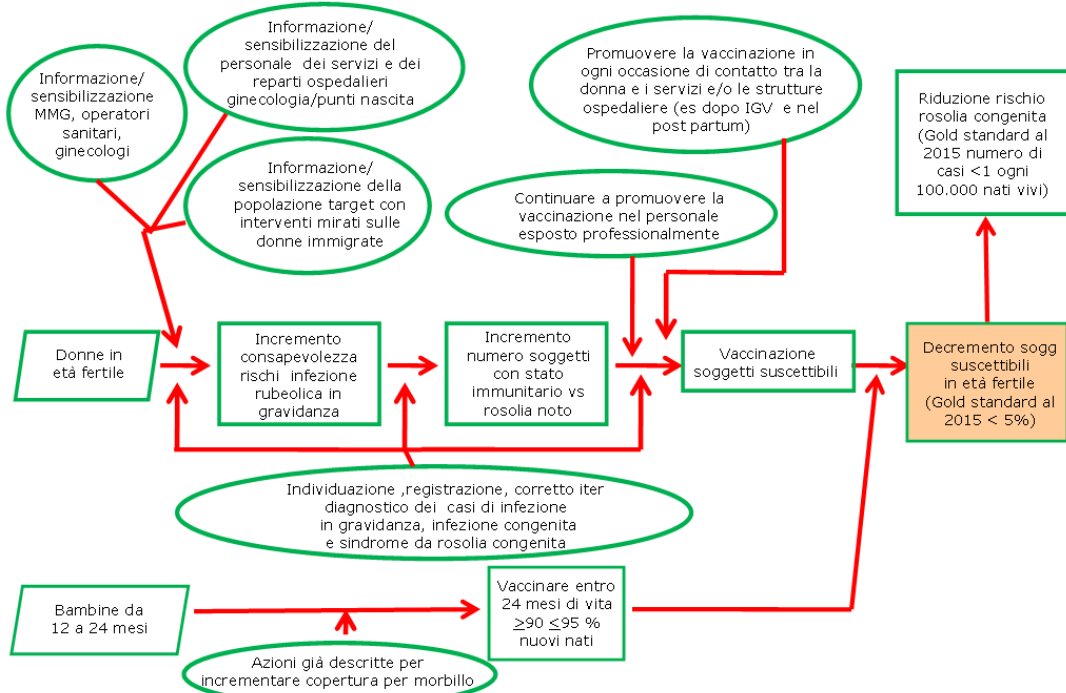 Informazione/
sensibilizzazione
MMG, operatori
sanitari,
ginecologi
Informazione/
sensibilizzazione del
personale dei servizi e dei
reparti ospedalieri
ginecologia/punti nascita
Informazione/
sensibilizzazione della
popolazione target con
interventi mirati sulle
donne immigrate
Promuovere la vaccinazione in
ogni occasione di contatto tra la
donna e i servizi e/o le strutture
ospedaliere (es dopo IGV e nel
post partum)
Continuare a promuovere la
vaccinazione nel personale
esposto professionalmente
Riduzione rischio
rosolia congenita
(Gold standard al
2015 numero di
casi <1 ogni
100.000 nati vivi)
Donne in
età fertile
Incremento
consapevolezza
rischi infezione
rubeolica in
gravidanza
Incremento
numero soggetti
con stato
immunitario vs
rosolia noto
Vaccinazione
soggetti suscettibili
Decremento sogg
suscettibili
in età fertile
(Gold standard al
2015 < 5%)
Individuazione ,registrazione, corretto iter
diagnostico dei casi di infezione
in gravidanza, infezione congenita
e sindrome da rosolia congenita
Bambine da
12 a 24 mesi
Vaccinare entro
24 mesi di vita
≥90 ≤95 %
nuovi nati
Azioni già descritte per
incrementare copertura per morbillo